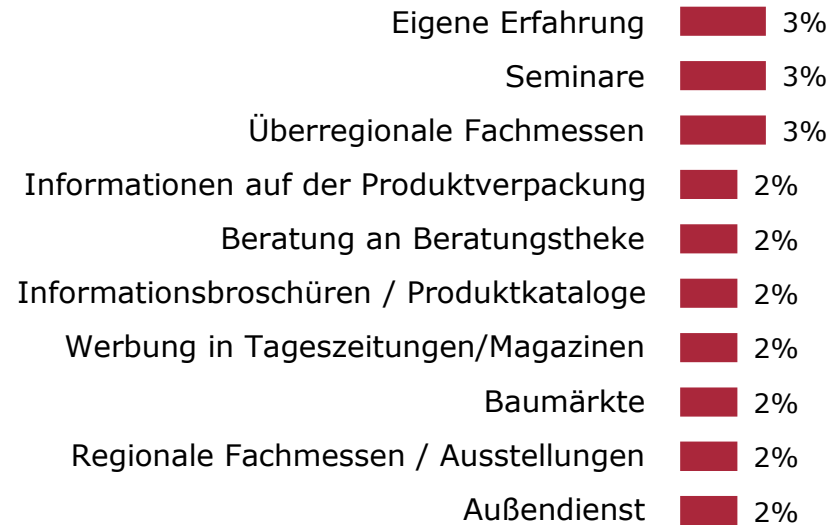 Eigene Erfahrung 3%
Seminare 3%
Überregionale Fachmessen 3%
Informationen auf der Produktverpackung 2%
Beratung an Beratungstheke 2%
Informationsbroschüren / Produktkataloge 2%
Werbung in Tageszeitungen/Magazinen 2%
Baumärkte 2%
Regionale Fachmessen / Ausstellungen 2%
Außendienst 2%